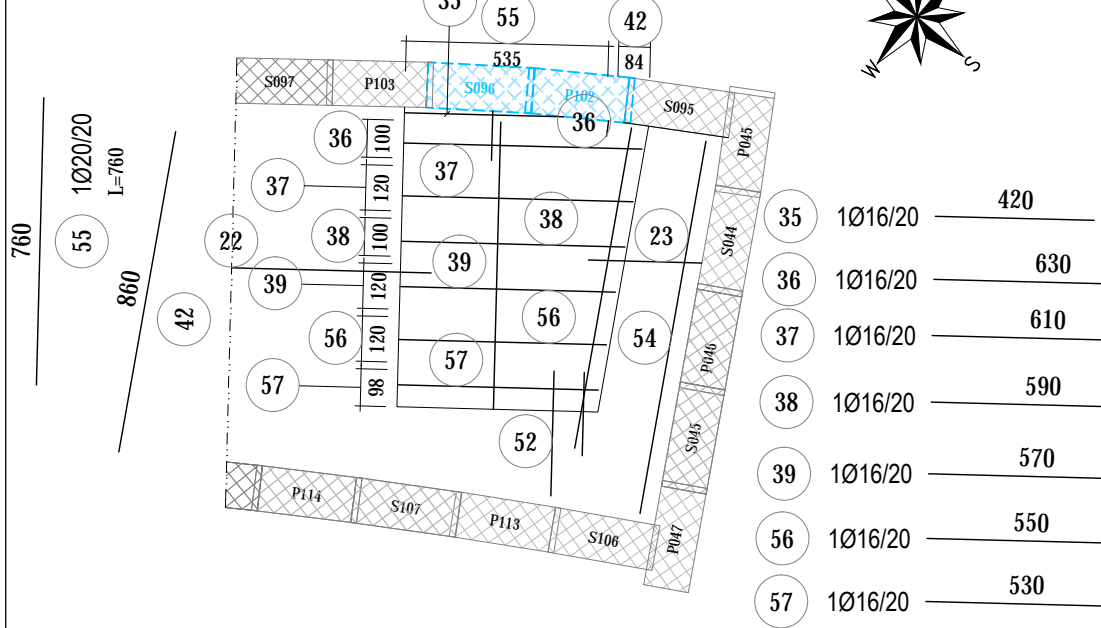 35
55
42
535
84
W
S
S097
P103
S096
P102
S095
P045
36
100
36
760
55
1Ø20/20
L=760
37
120
37
35 1Ø16/20 420
22
38
100
38
23
S044
860
39
120
39
36 1Ø16/20 630
42
56
120
56
54
P046
37 1Ø16/20 610
57
98
57
38 1Ø16/20 590
52
S045
39 1Ø16/20 570
P114
S107
P113
S106
P047
56 1Ø16/20 550
57 1Ø16/20 530